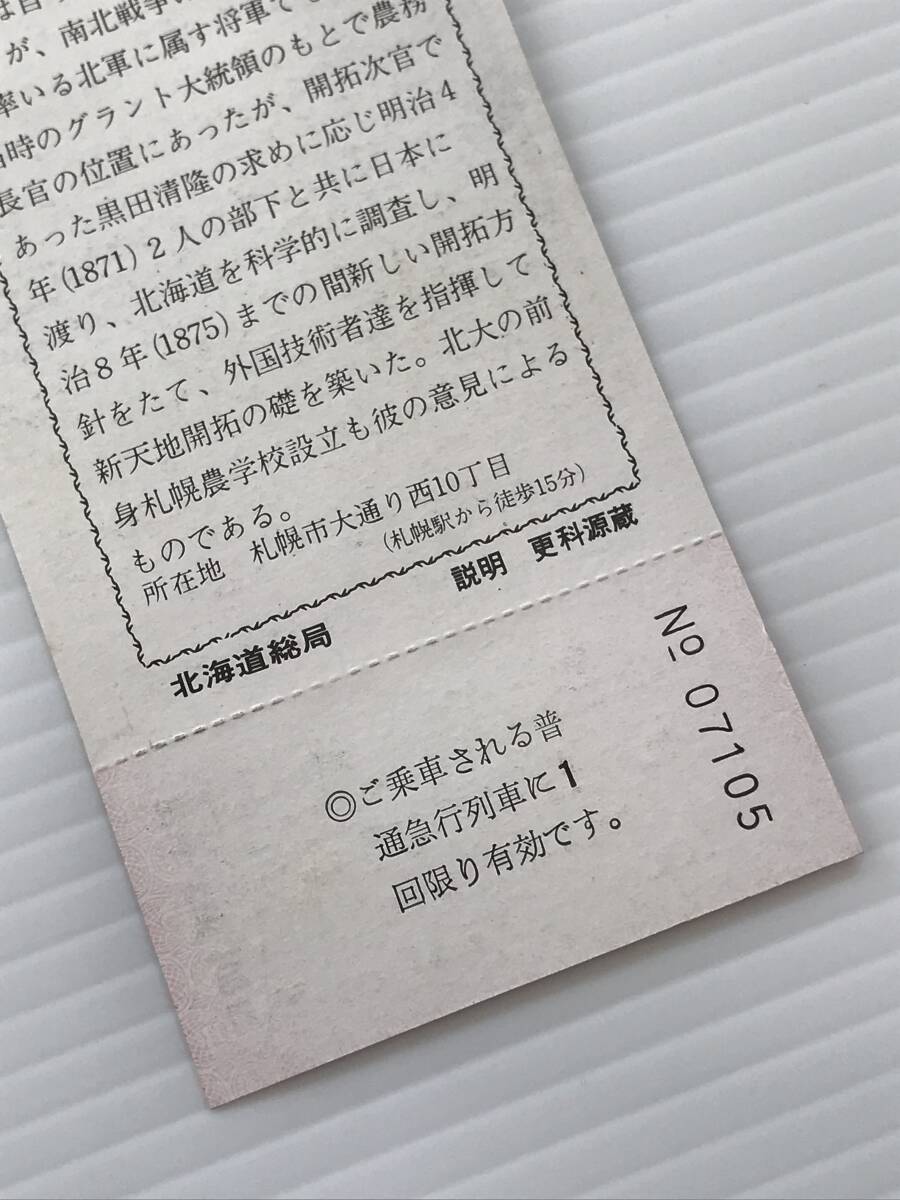 が、南北戦争
率いる北軍に属す将軍で
時のグラント大統領のもとで農務
長官の位置にあったが、開拓次官で
あった黒田清隆の求めに応じ明治4
年(1871)2人の部下と共に日本に
渡り、北海道を科学的に調査し、明
治8年(1875)までの間新しい開拓方
針をたて、外国技術者達を指揮して
新天地開拓の礎を築いた。北大の前
身札幌農学校設立も彼の意見による
ものである。
所在地 札幌市大通り西10丁目
(札幌駅から徒歩15分)
説明 更科源蔵
北海道総局
◎ご乗車される普
通急行列車に1
回限り有効です。
№ 07105